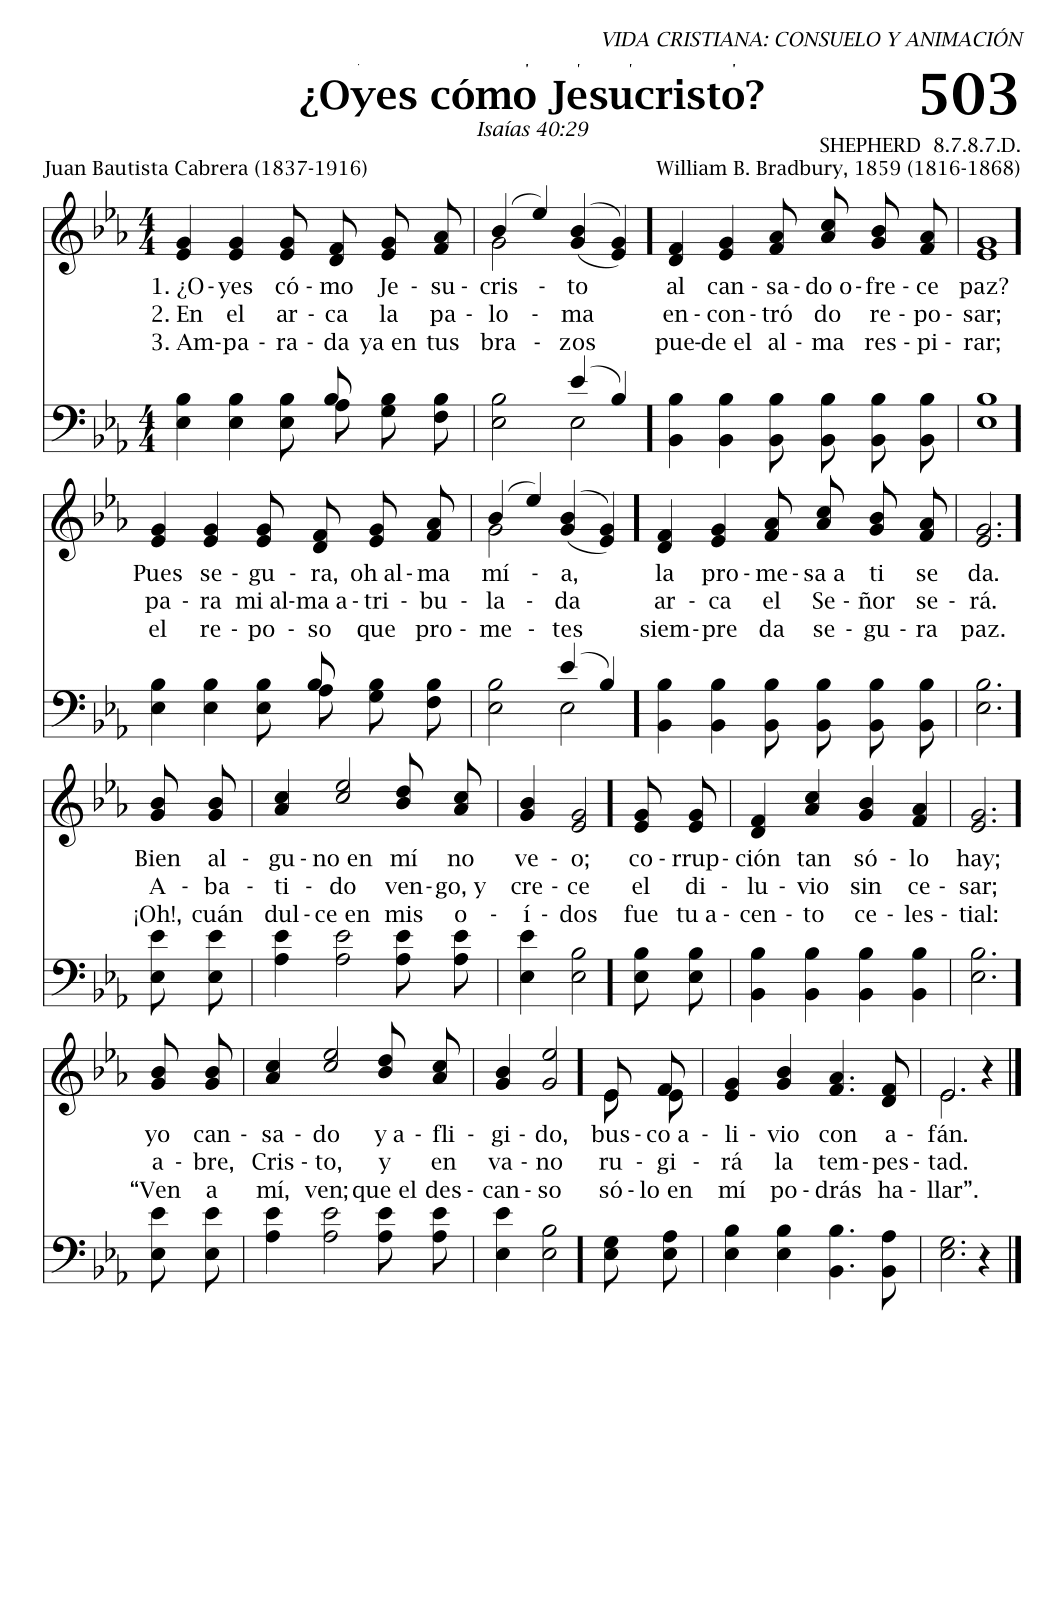 VIDA CRISTIANA: CONSUELO Y ANIMACIÓN
¿Oyes cómo Jesucristo?
503
Isaías 40:29
SHEPHERD 8.7.8.7.D.
Juan Bautista Cabrera (1837-1916)
William B. Bradbury, 1859 (1816-1868)
4 4
1. ¿O - yes có - mo Je - su - cris - to al can - sa - do o - fre - ce paz?
2. En el ar - ca la pa - lo - ma en - con - tró do re - po - sar;
3. Am - pa - ra - da ya en tus bra - zos pue - de el al - ma res - pi - rar;
4 4
Pues se - gu - ra, oh al - ma mí - a, la pro - me - sa a ti se da.
pa - ra mi al - ma a - tri - bu - la - da ar - ca el Se - ñor se - rá.
el re - po - so que pro - me - tes siem - pre da se - gu - ra paz.
Bien al - gu - no en mí no ve - o; co - rrup - ción tan só - lo hay;
A - ba - ti - do ven - go, y cre - ce el di - lu - vio sin ce - sar;
¡Oh!, cuán dul - ce en mis o - í - dos fue tu a - cen - to ce - les - tial:
yo can - sa - do y a - fli - gi - do, bus - co a - li - vio con a - fán.
a - bre, Cris - to, y en va - no ru - gi - rá la tem - pes - tad.
“Ven a mí, ven; que el des - can - so só - lo en mí po - drás ha - llar”.